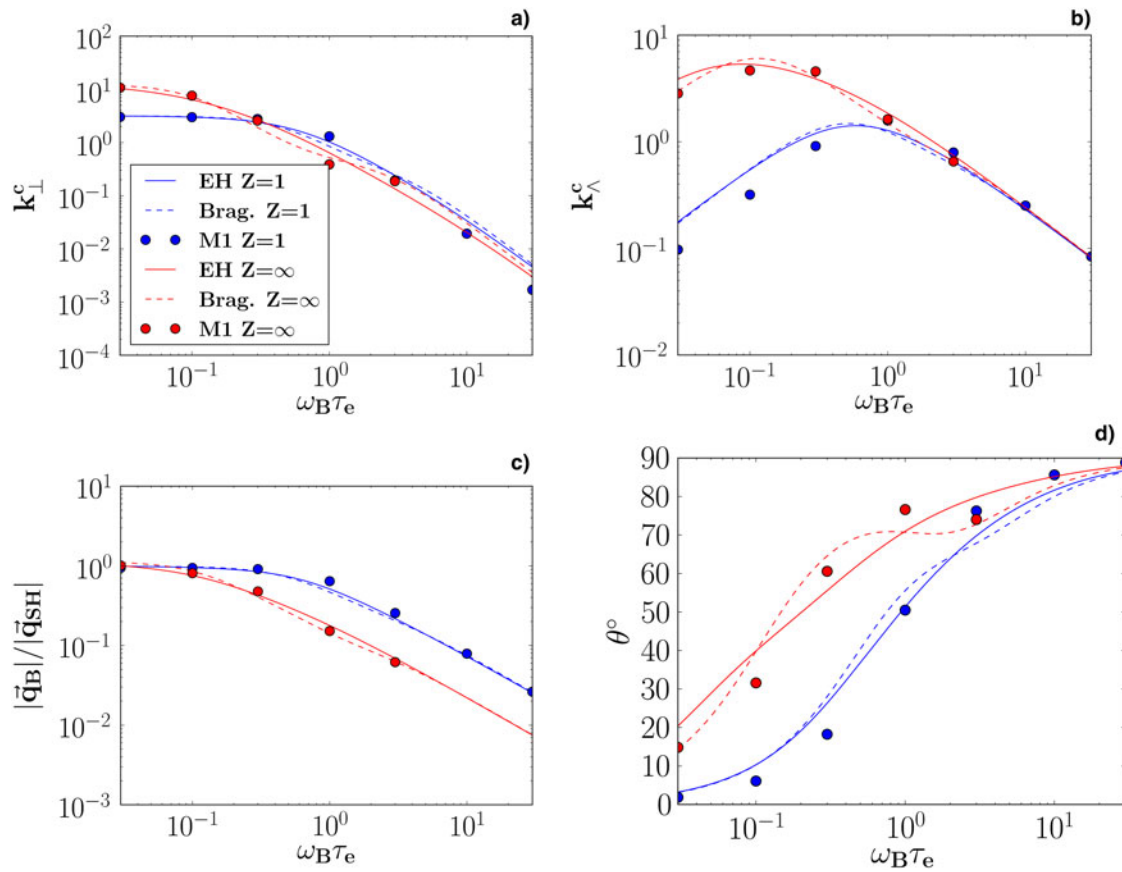 a)
10^2
10^1
10^0
10^-1
10^-2
10^-3
10^-4
k^c_⊥
EH Z=1
Brag. Z=1
M1 Z=1
EH Z=∞
Brag. Z=∞
M1 Z=∞
10^-1 10^0 10^1
ω_B τ_e
b)
10^1
10^0
10^-1
10^-2
k^c_∧
10^-1 10^0 10^1
ω_B τ_e
c)
10^1
10^0
10^-1
10^-2
10^-3
|q⃗_B|/|q⃗_SH|
10^-1 10^0 10^1
ω_B τ_e
d)
90
80
70
60
50
40
30
20
10
0
θ°
10^-1 10^0 10^1
ω_B τ_e